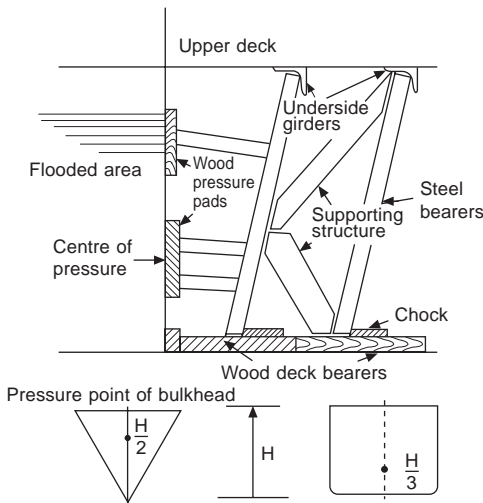 Upper deck
Underside
girders
Flooded area
Wood
pressure
pads
Steel
bearers
Supporting
structure
Centre of
pressure
Chock
Wood deck bearers
Pressure point of bulkhead
H
2
H
H
3